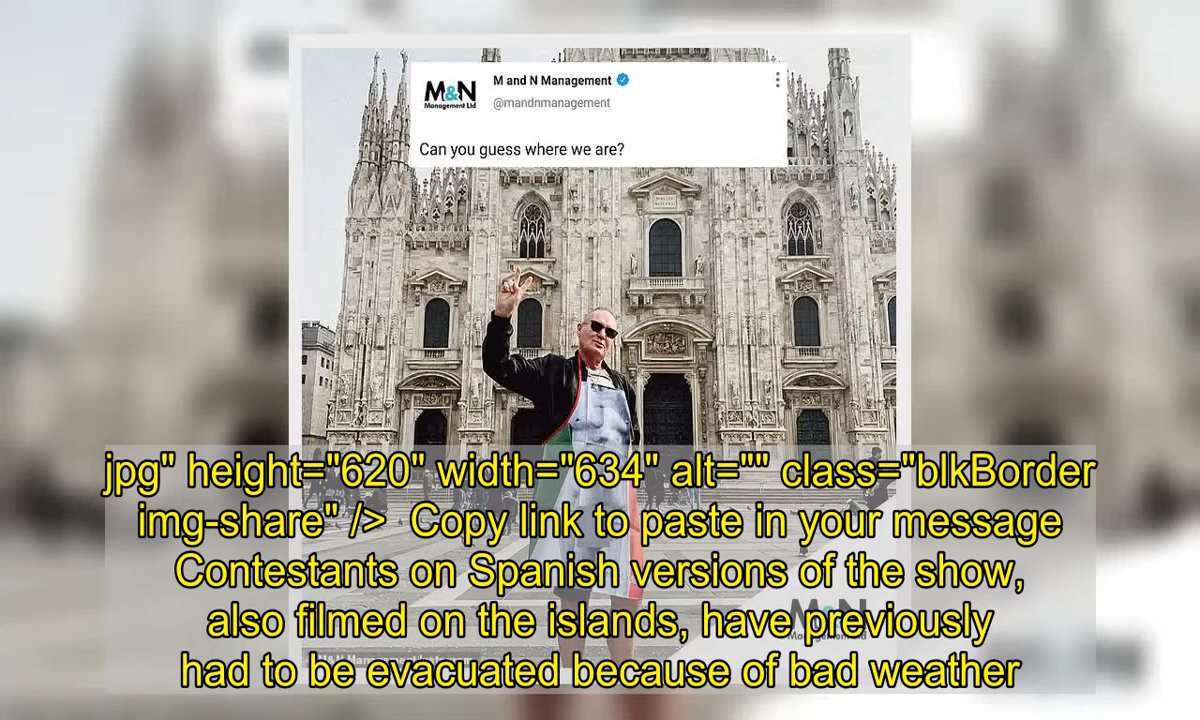 M&N
Management Ltd
M and N Management
@mandnmanagement
Can you guess where we are?
jpg" height="620" width="634" alt="" class="blkBorder
img-share" /> Copy link to paste in your message
Contestants on Spanish versions of the show,
also filmed on the islands, have previously
had to be evacuated because of bad weather
M&N
Management Ltd